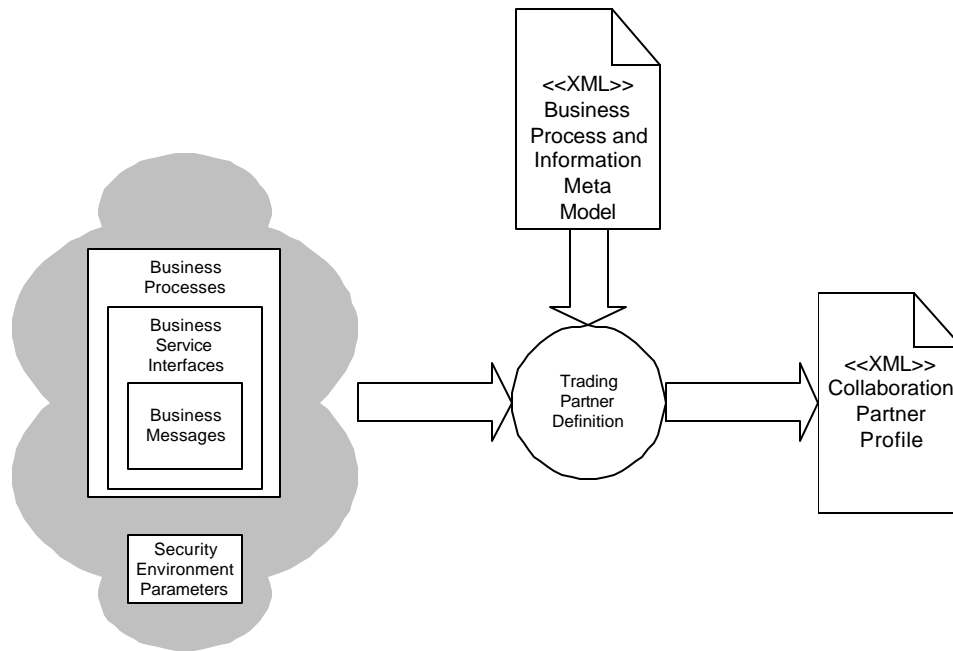 <<XML>>
Business
Process and
Information
Meta
Model
Business
Processes
Business
Service
Interfaces
Business
Messages
Security
Environment
Parameters
Trading
Partner
Definition
<<XML>>
Collaboration
Partner
Profile